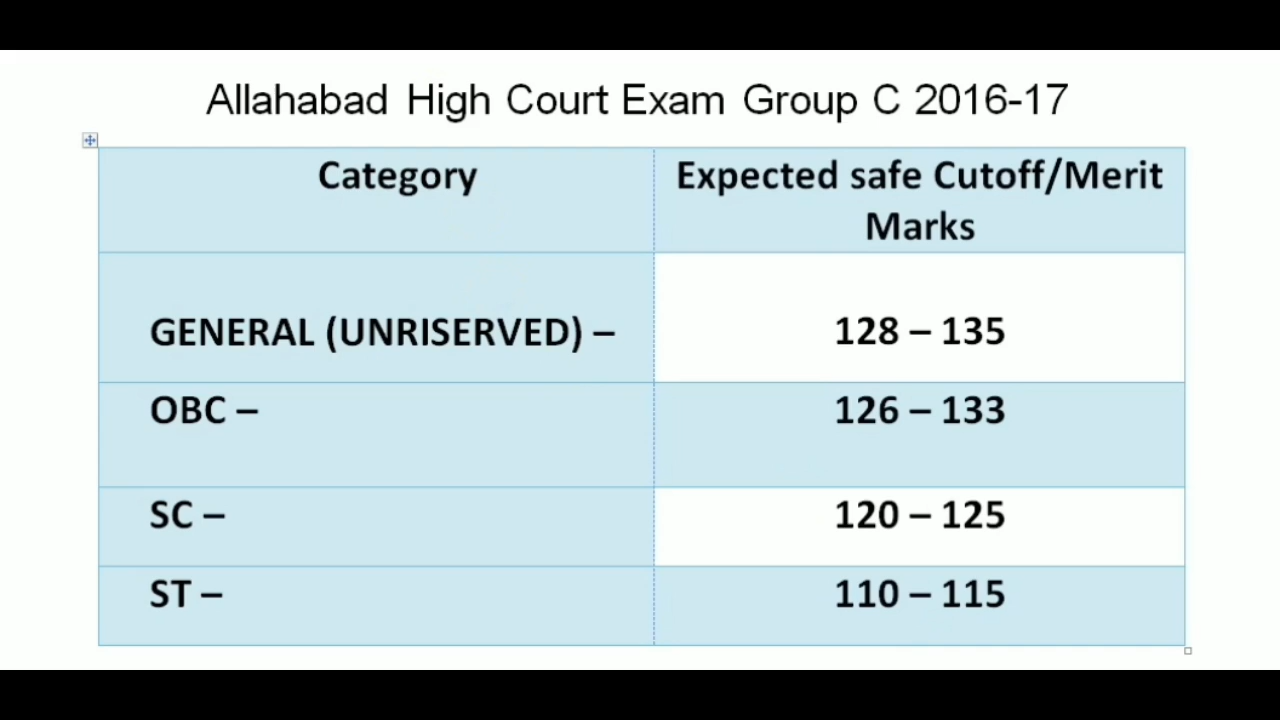 Allahabad High Court Exam Group C 2016-17
Category
Expected safe Cutoff/Merit
Marks
GENERAL (UNRISERVED) –
128 – 135
OBC –
126 – 133
SC –
120 – 125
ST –
110 – 115